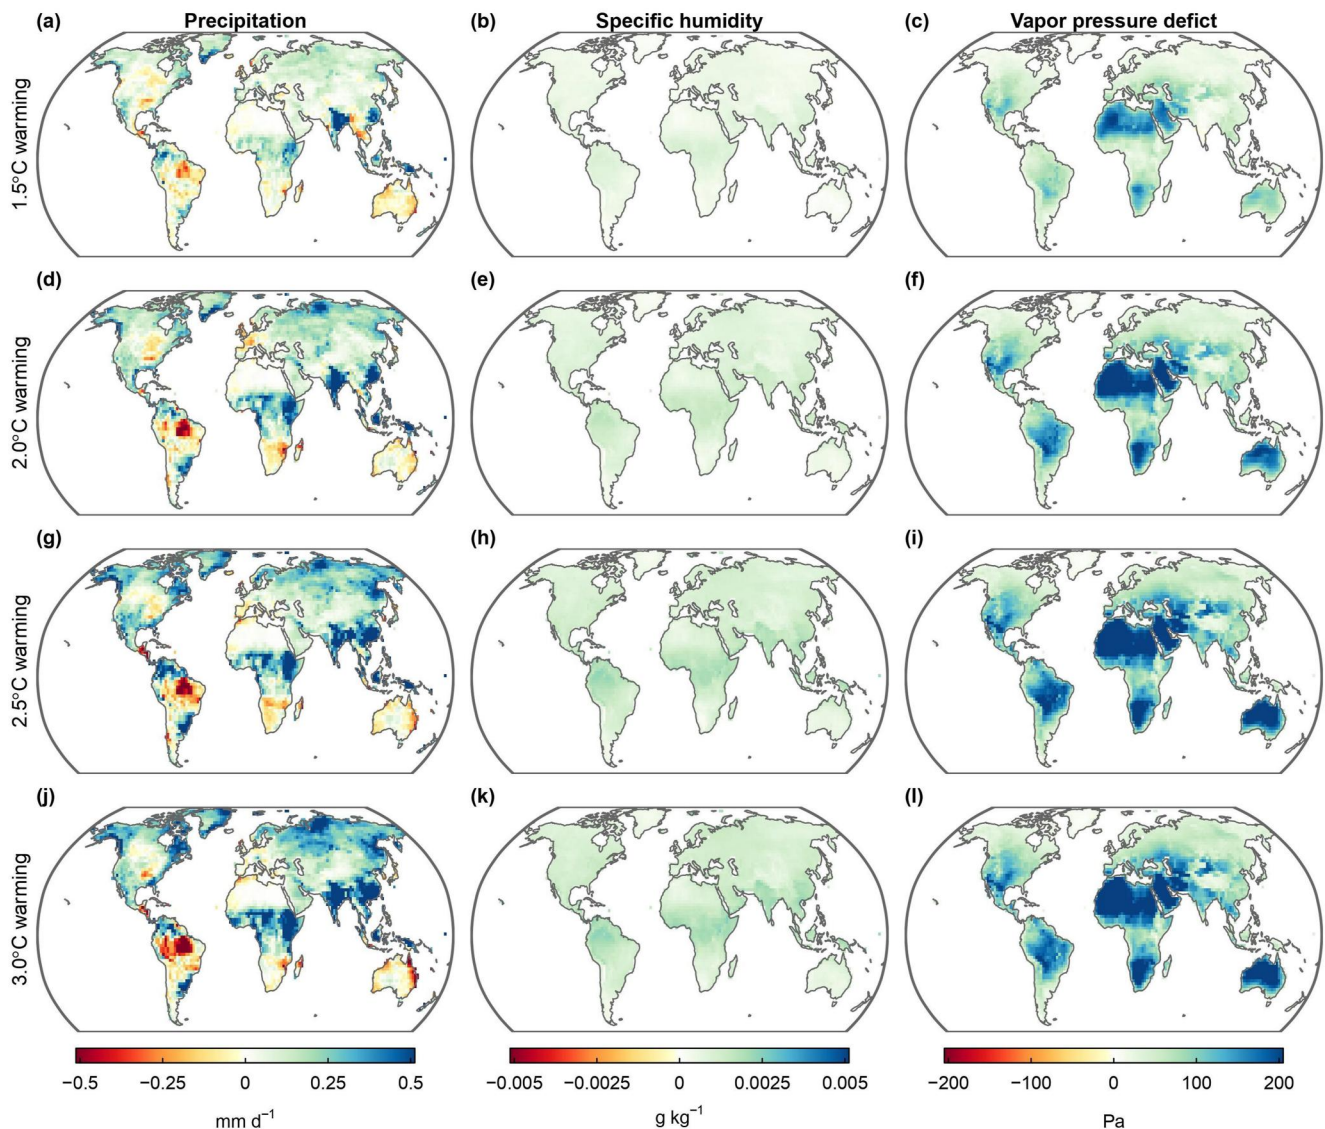 (a) Precipitation (b) Specific humidity (c) Vapor pressure defict
1.5°C warming
(d) (e) (f)
2.0°C warming
(g) (h) (i)
2.5°C warming
(j) (k) (l)
3.0°C warming
−0.5 −0.25 0 0.25 0.5 −0.005 −0.0025 0 0.0025 0.005 −200 −100 0 100 200
mm d⁻¹ g kg⁻¹ Pa